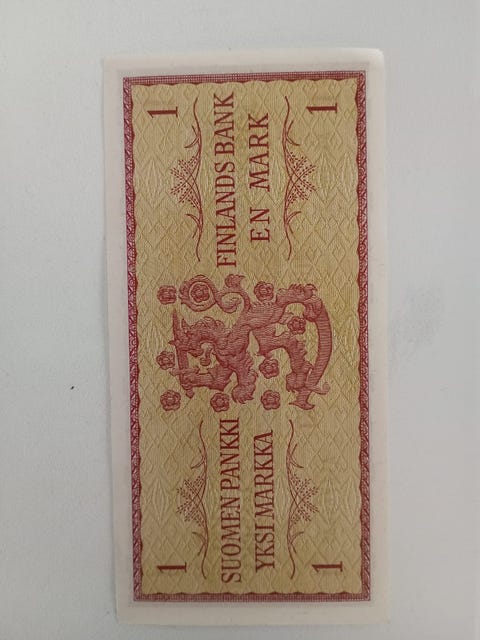 1
1
SUOMEN PANKKI
YKSI MARKKA
FINLANDS BANK
EN MARK
1
1